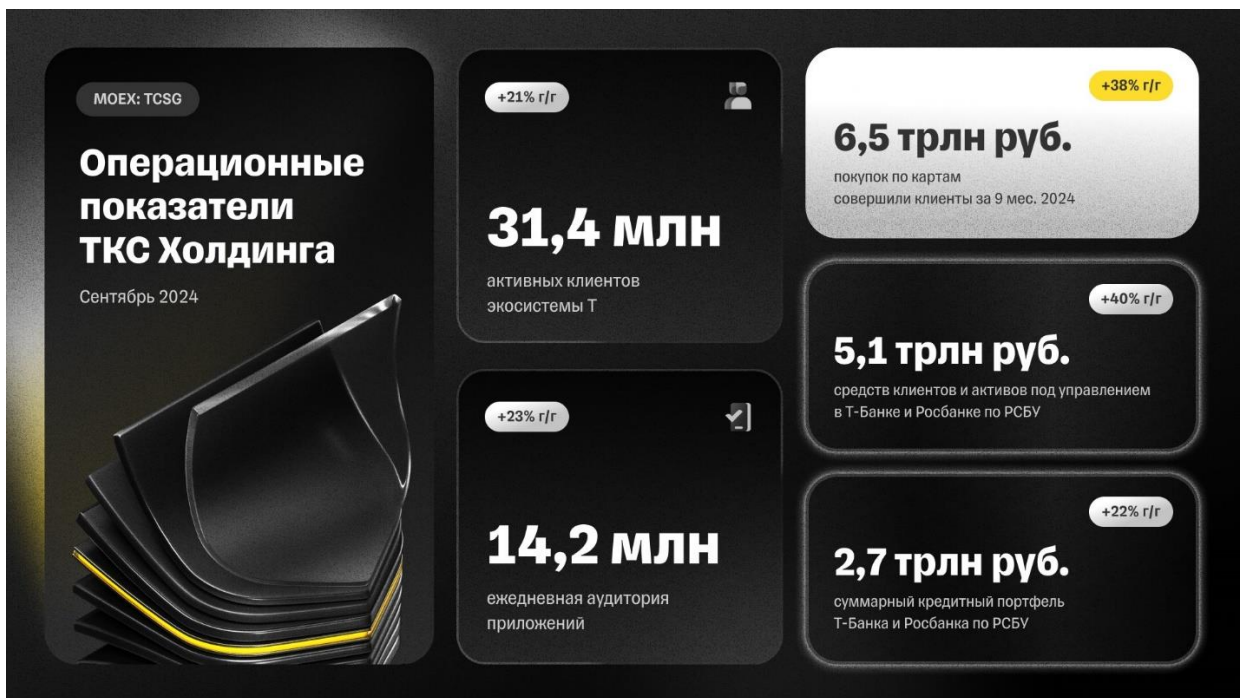 MOEX: TCSG
Операционные
показатели
ТКС Холдинга
Сентябрь 2024
+21% г/г
31,4 млн
активных клиентов
экосистемы Т
+23% г/г
14,2 млн
ежедневная аудитория
приложений
+38% г/г
6,5 трлн руб.
покупок по картам
совершили клиенты за 9 мес. 2024
+40% г/г
5,1 трлн руб.
средств клиентов и активов под управлением
в Т-Банке и Росбанке по РСБУ
+22% г/г
2,7 трлн руб.
суммарный кредитный портфель
Т-Банка и Росбанка по РСБУ